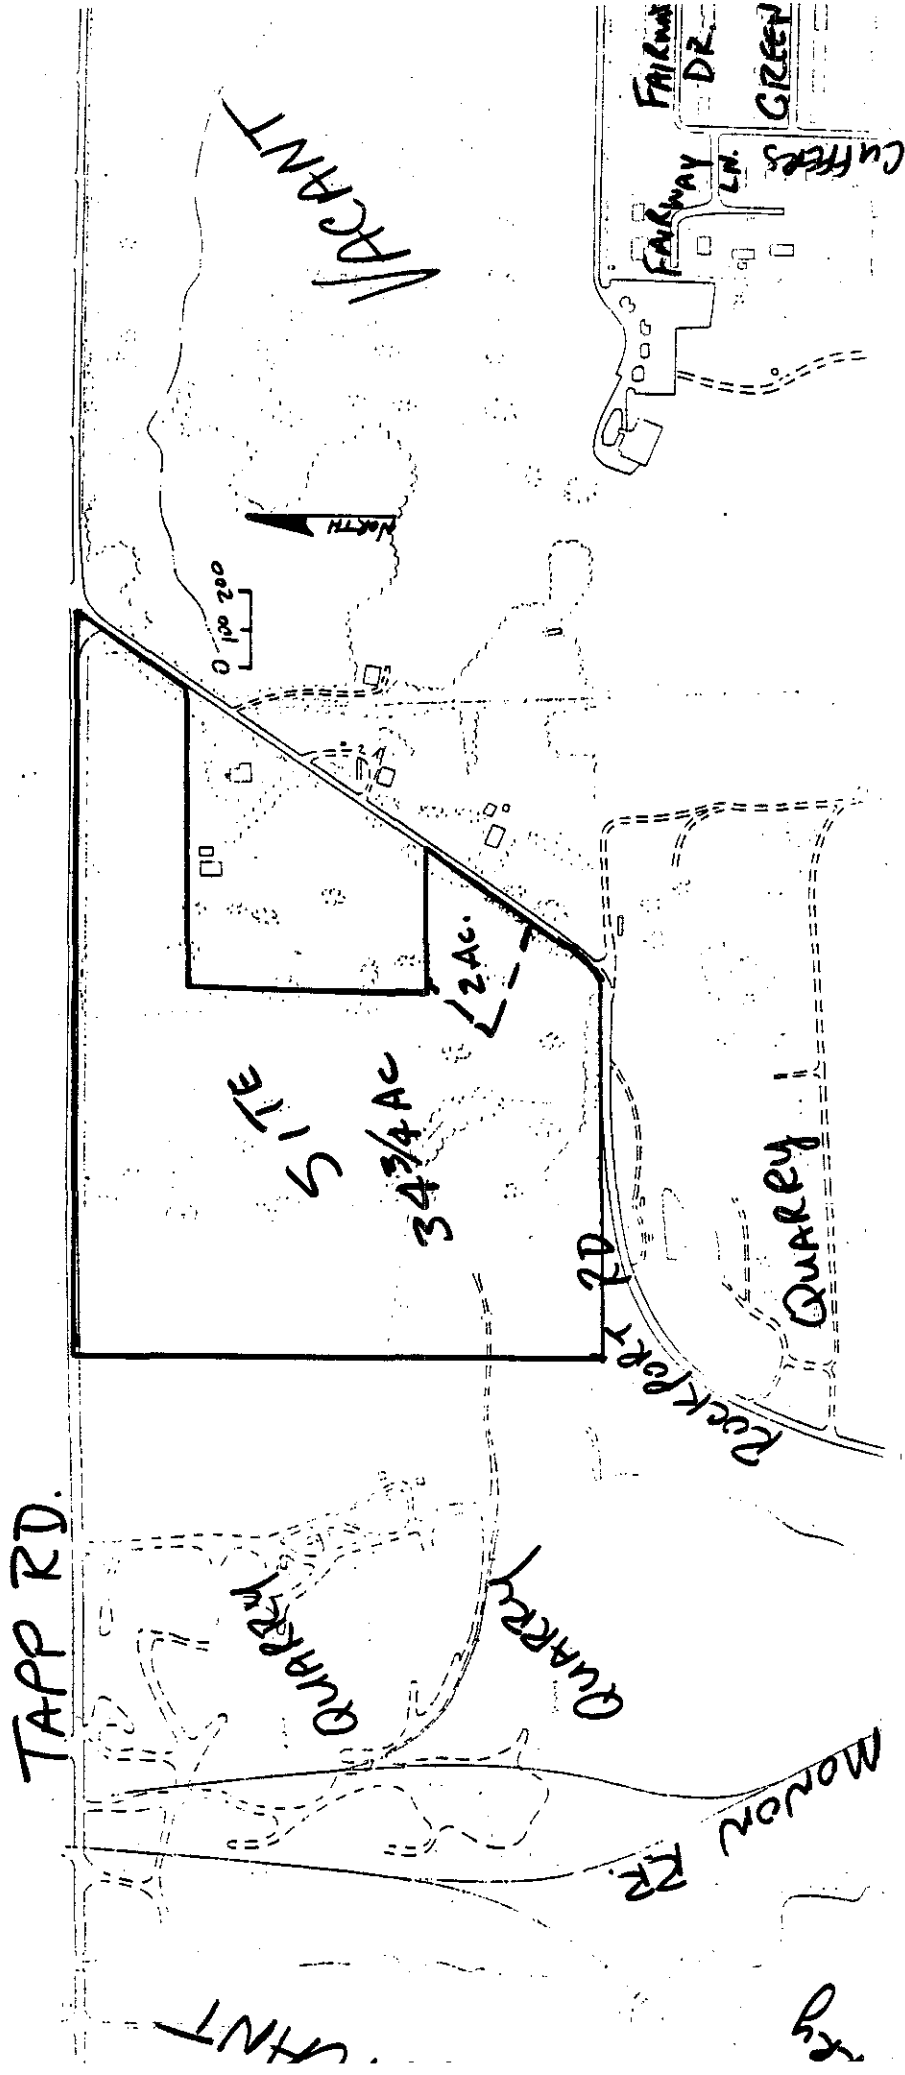 TAPP RD.
VACANT
FAIRWAY
DR.
GREEN
FAIRWAY
LN.
CUFFERS
NORTH
0 100 200
2 Ac.
SITE
34 3/4 AC
ROCKPORT RD
QUARRY
QUARRY
QUARRY
MONON
RR.